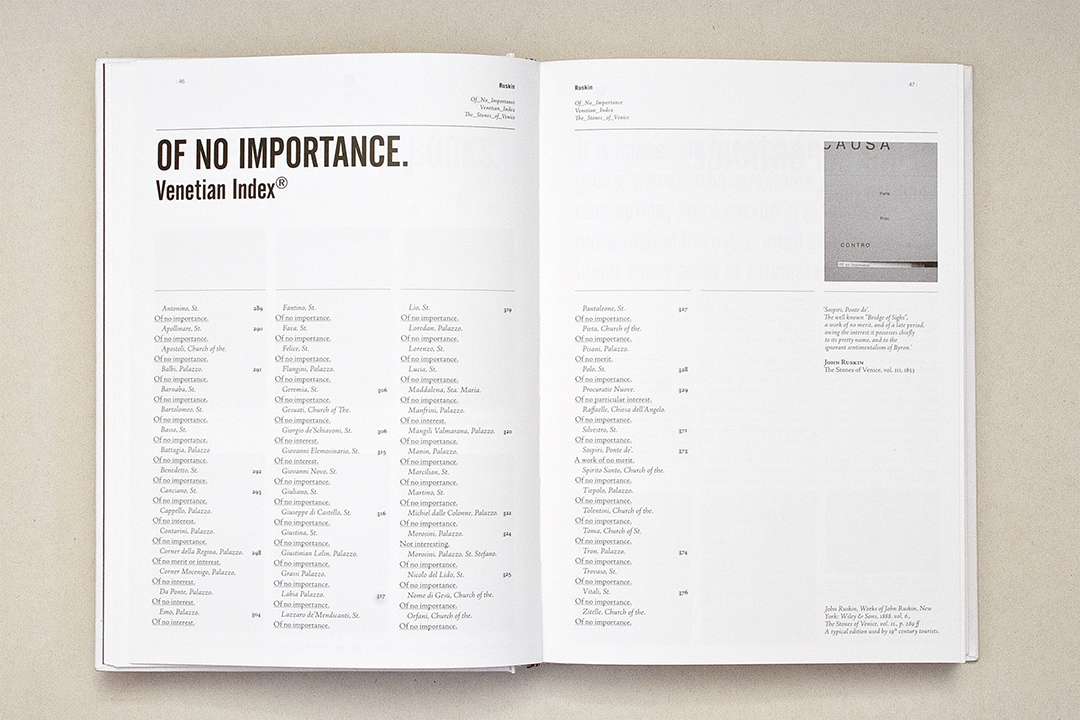 46
Ruskin
Of_No_Importance
Venetian_Index
The_Stones_of_Venice
OF NO IMPORTANCE.
Venetian Index®
Antonino, St. 289
Of no importance.
Apollinare, St. 290
Of no importance.
Apostoli, Church of the.
Of no importance.
Balbi, Palazzo. 291
Of no importance.
Barnaba, St.
Of no importance.
Bartolomeo, St.
Of no importance.
Basso, St.
Of no importance.
Battagia, Palazzo
Of no importance.
Benedetto, St. 292
Of no importance.
Canciano, St. 293
Of no importance.
Cappello, Palazzo.
Of no interest.
Contarini, Palazzo.
Of no importance.
Corner della Regina, Palazzo. 298
Of no merit or interest.
Corner Mocenigo, Palazzo.
Of no interest.
Da Ponte, Palazzo.
Of no interest.
Emo, Palazzo. 304
Of no interest.
Fantino, St.
Of no importance.
Fava, St.
Of no importance.
Felice, St.
Of no importance.
Flangini, Palazzo.
Of no importance.
Geremia, St. 306
Of no importance.
Gesuati, Church of The.
Of no importance.
Giorgio de'Schiavoni, St. 306
Of no interest.
Giovanni Elemosinario, St. 315
Of no interest.
Giovanni Novo, St.
Of no importance.
Giuliano, St.
Of no importance.
Giuseppe di Castello, St. 316
Of no importance.
Giustina, St.
Of no importance.
Giustinian Lolin, Palazzo.
Of no importance.
Grassi Palazzo.
Of no importance.
Labia Palazzo. 317
Of no importance.
Lazzaro de'Mendicanti, St.
Of no importance.
Lio, St. 319
Of no importance.
Loredan, Palazzo.
Of no importance.
Lorenzo, St.
Of no importance.
Lucia, St.
Of no importance.
Maddalena, Sta. Maria.
Of no importance.
Manfrini, Palazzo.
Of no interest.
Mangili Valmarana, Palazzo. 320
Of no importance.
Manin, Palazzo.
Of no importance.
Marcilian, St.
Of no importance.
Martino, St.
Of no importance.
Michiel dalle Colonne, Palazzo. 322
Of no importance.
Morosini, Palazzo. 324
Not interesting.
Morosini, Palazzo. St. Stefano.
Of no importance.
Nicolo del Lido, St. 325
Of no importance.
Nome di Gesù, Church of the.
Of no importance.
Orfani, Church of the.
Of no importance.
Ruskin
47
Of_No_Importance
Venetian_Index
The_Stones_of_Venice
Pantaleone, St. 327
Of no importance.
Pieta, Church of the.
Of no importance.
Pisani, Palazzo.
Of no merit.
Polo, St. 328
Of no importance.
Procuratie Nuove. 329
Of no particular interest.
Raffaelle, Chiesa dell'Angelo.
Of no importance.
Silvestro, St. 371
Of no importance.
Sospiri, Ponte de'. 372
A work of no merit.
Spirito Santo, Church of the.
Of no importance.
Tiepolo, Palazzo.
Of no importance.
Tolentini, Church of the.
Of no importance.
Toma, Church of St.
Of no importance.
Tron, Palazzo. 374
Of no importance.
Trovaso, St.
Of no importance.
Vitali, St. 376
Of no importance.
Zitelle, Church of the.
Of no importance.
CAUSA
Parte
Proc.
CONTRO
Of no importance
'Sospiri, Ponte de'.
The well known "Bridge of Sighs",
a work of no merit, and of a late period,
owing the interest it possesses chiefly
to its pretty name, and to the
ignorant sentimentalism of Byron.'
John Ruskin
The Stones of Venice, vol. III, 1853
John Ruskin, Works of John Ruskin, New
York: Wiley & Sons, 1888. vol. 6.,
The Stones of Venice, vol. II., p. 289 ff
A typical edition used by 19th century tourists.